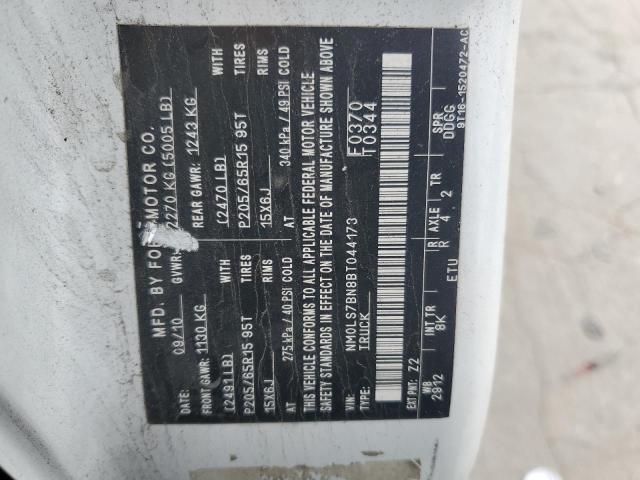 MFD. BY FORD MOTOR CO.
DATE: 09/10 GVWR: 2270 KG (5005 LB)
FRONT GAWR: 1130 KG REAR GAWR: 1243 KG
(2491 LB) WITH (2470 LB) WITH
P205/65R15 95T TIRES P205/65R15 95T TIRES
15X6J RIMS 15X6J RIMS
AT 275 kPa / 40 PSI COLD AT 340 kPa / 49 PSI COLD
THIS VEHICLE CONFORMS TO ALL APPLICABLE FEDERAL MOTOR VEHICLE
SAFETY STANDARDS IN EFFECT ON THE DATE OF MANUFACTURE SHOWN ABOVE
VIN: NM0LS7BN8BT044173 F0370
TYPE: TRUCK T0344
EXT PNT: Z2
WB INT TR R AXLE TR SPR
2912 8K R 4 2 DDGG
ETU 9T16-1520472-AC